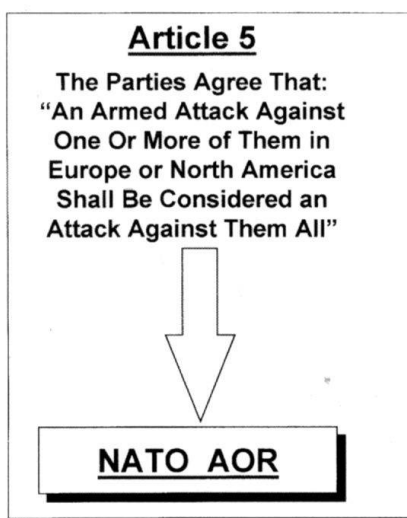 Article 5
The Parties Agree That:
“An Armed Attack Against
One Or More of Them in
Europe or North America
Shall Be Considered an
Attack Against Them All”
NATO AOR